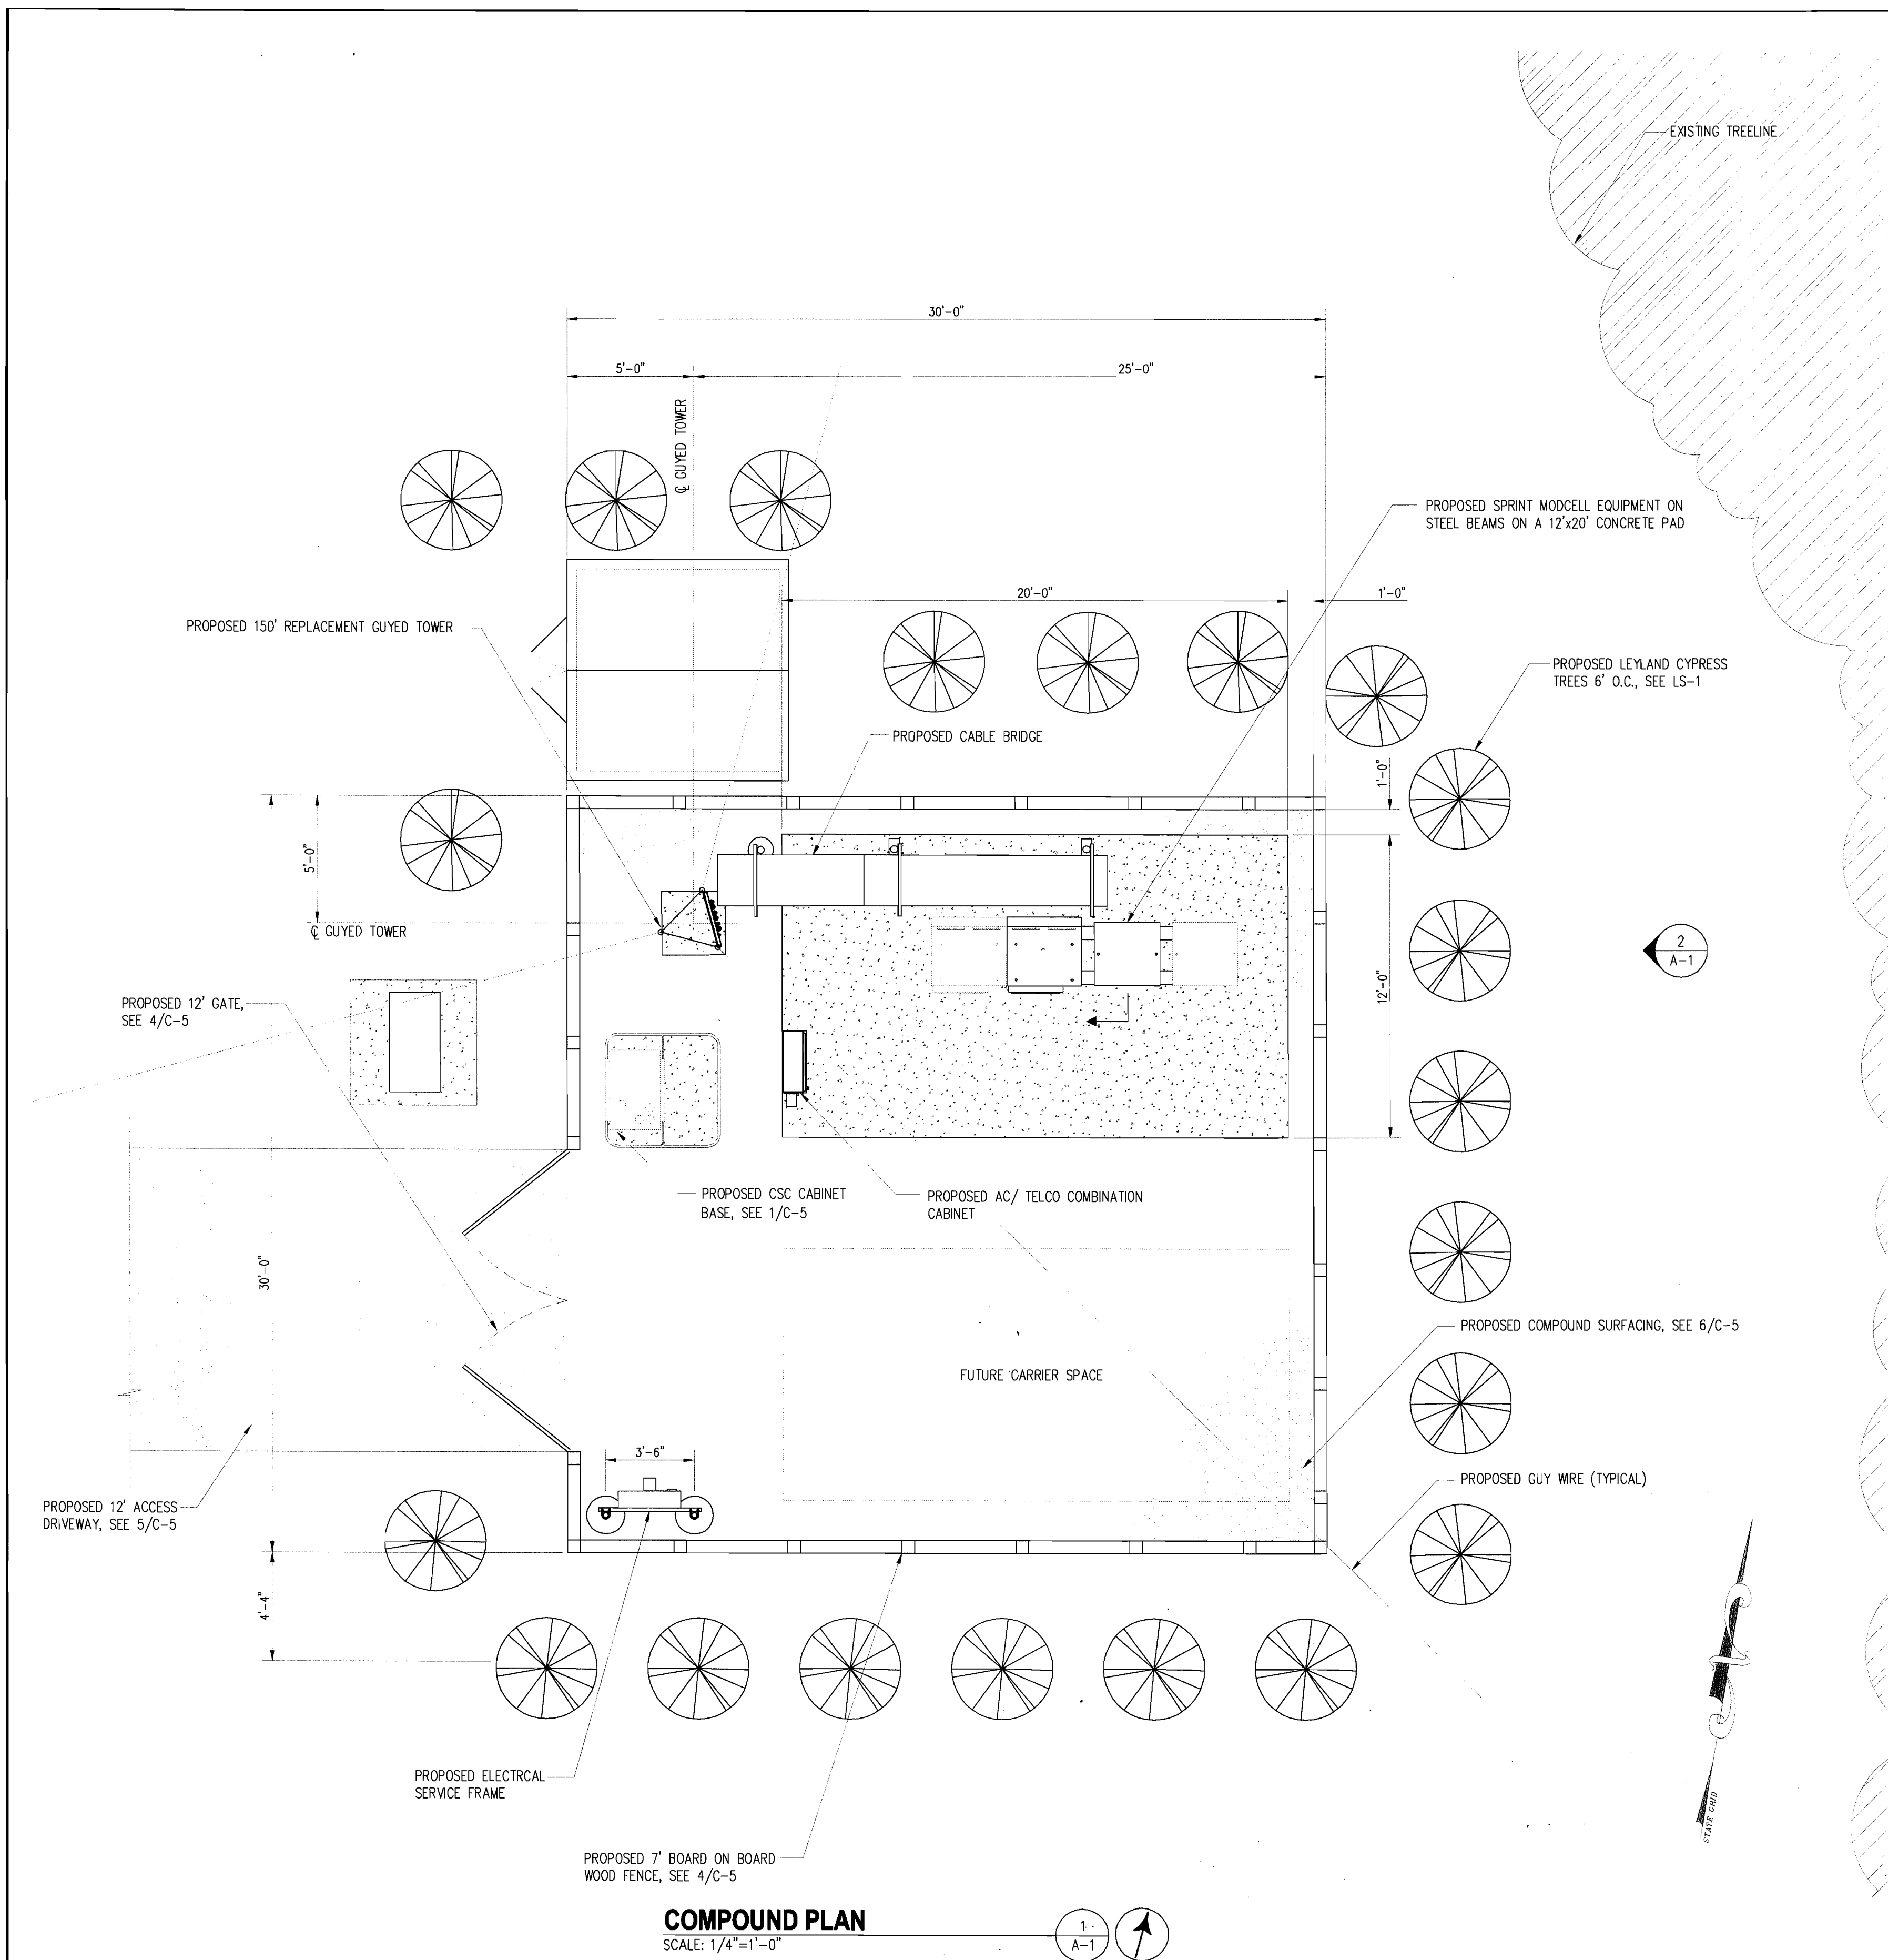 EXISTING TREELINE
30'-0"
5'-0"
25'-0"
℄ GUYED TOWER
PROPOSED SPRINT MODCELL EQUIPMENT ON
STEEL BEAMS ON A 12'x20' CONCRETE PAD
20'-0"
1'-0"
PROPOSED 150' REPLACEMENT GUYED TOWER
PROPOSED LEYLAND CYPRESS
TREES 6' O.C., SEE LS-1
PROPOSED CABLE BRIDGE
1'-0"
5'-0"
℄ GUYED TOWER
2
A-1
12'-0"
PROPOSED 12' GATE,
SEE 4/C-5
PROPOSED CSC CABINET
BASE, SEE 1/C-5
PROPOSED AC/ TELCO COMBINATION
CABINET
30'-0"
PROPOSED COMPOUND SURFACING, SEE 6/C-5
FUTURE CARRIER SPACE
3'-6"
PROPOSED GUY WIRE (TYPICAL)
PROPOSED 12' ACCESS
DRIVEWAY, SEE 5/C-5
4'-4"
PROPOSED ELECTRCAL
SERVICE FRAME
STATE GRID
PROPOSED 7' BOARD ON BOARD
WOOD FENCE, SEE 4/C-5
COMPOUND PLAN
SCALE: 1/4"=1'-0"
1
A-1